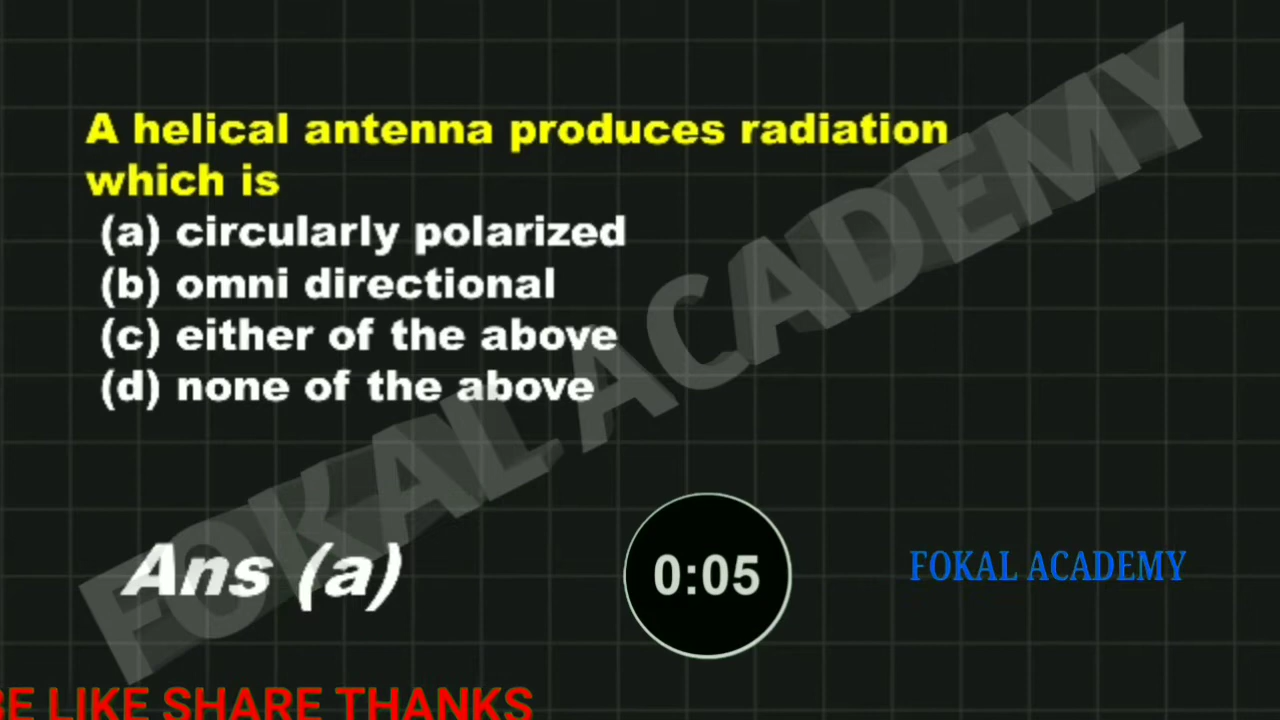 A helical antenna produces radiation
which is
(a) circularly polarized
(b) omni directional
(c) either of the above
(d) none of the above
FOKAL ACADEMY
Ans (a)
0:05
FOKAL ACADEMY
LIKE SHARE THANKS